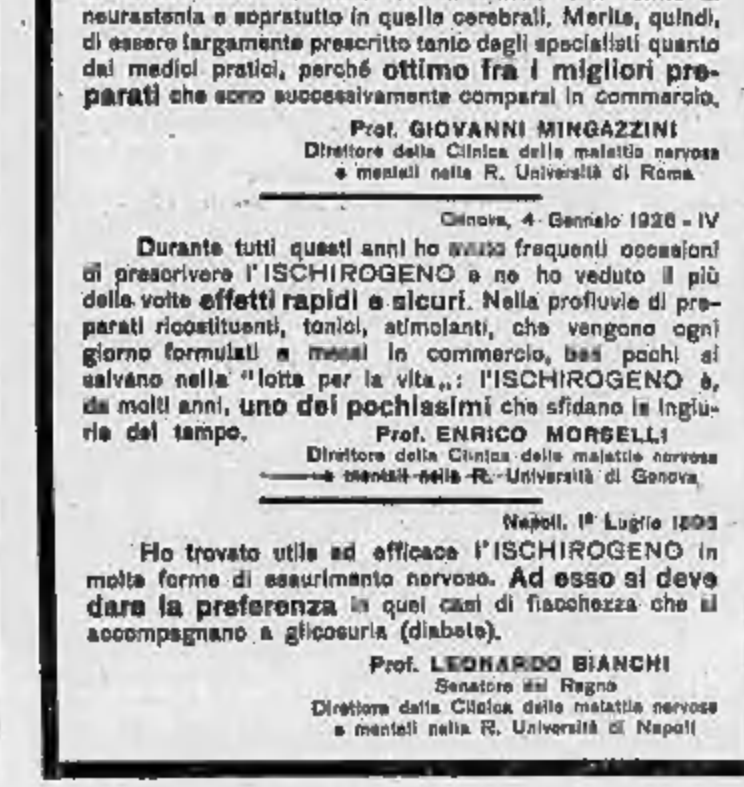 neurastenia e sopratutto in quelle cerebrali. Merita, quindi,
di essere largamente prescritto tanto dagli specialisti quanto
dai medici pratici, perché ottimo fra i migliori pre-
parati che sono successivamente comparsi in commercio.
Prof. GIOVANNI MINGAZZINI
Direttore della Clinica delle malattie nervose
e mentali nella R. Università di Roma
Genova, 4 Gennaio 1926 - IV
Durante tutti questi anni ho avuto frequenti occasioni
di prescrivere l'ISCHIROGENO e ne ho veduto il più
delle volte effetti rapidi e sicuri. Nella profluvie di pre-
parati ricostituenti, tonici, stimolanti, che vengono ogni
giorno formulati e messi in commercio, ben pochi si
salvano nella "lotta per la vita„: l'ISCHIROGENO è,
da molti anni, uno dei pochissimi che sfidano le ingiu-
rie del tempo.
Prof. ENRICO MORSELLI
Direttore della Clinica delle malattie nervose
e mentali nella R. Università di Genova
Napoli, 1° Luglio
Ho trovato utile ed efficace l'ISCHIROGENO in
molte forme di esaurimento nervoso. Ad esso si deve
dare la preferenza in quei casi di fiacchezza che si
accompagnano a glicosuria (diabete).
Prof. LEONARDO BIANCHI
Senatore del Regno
Direttore della Clinica delle malattie nervose
e mentali nella R. Università di Napoli